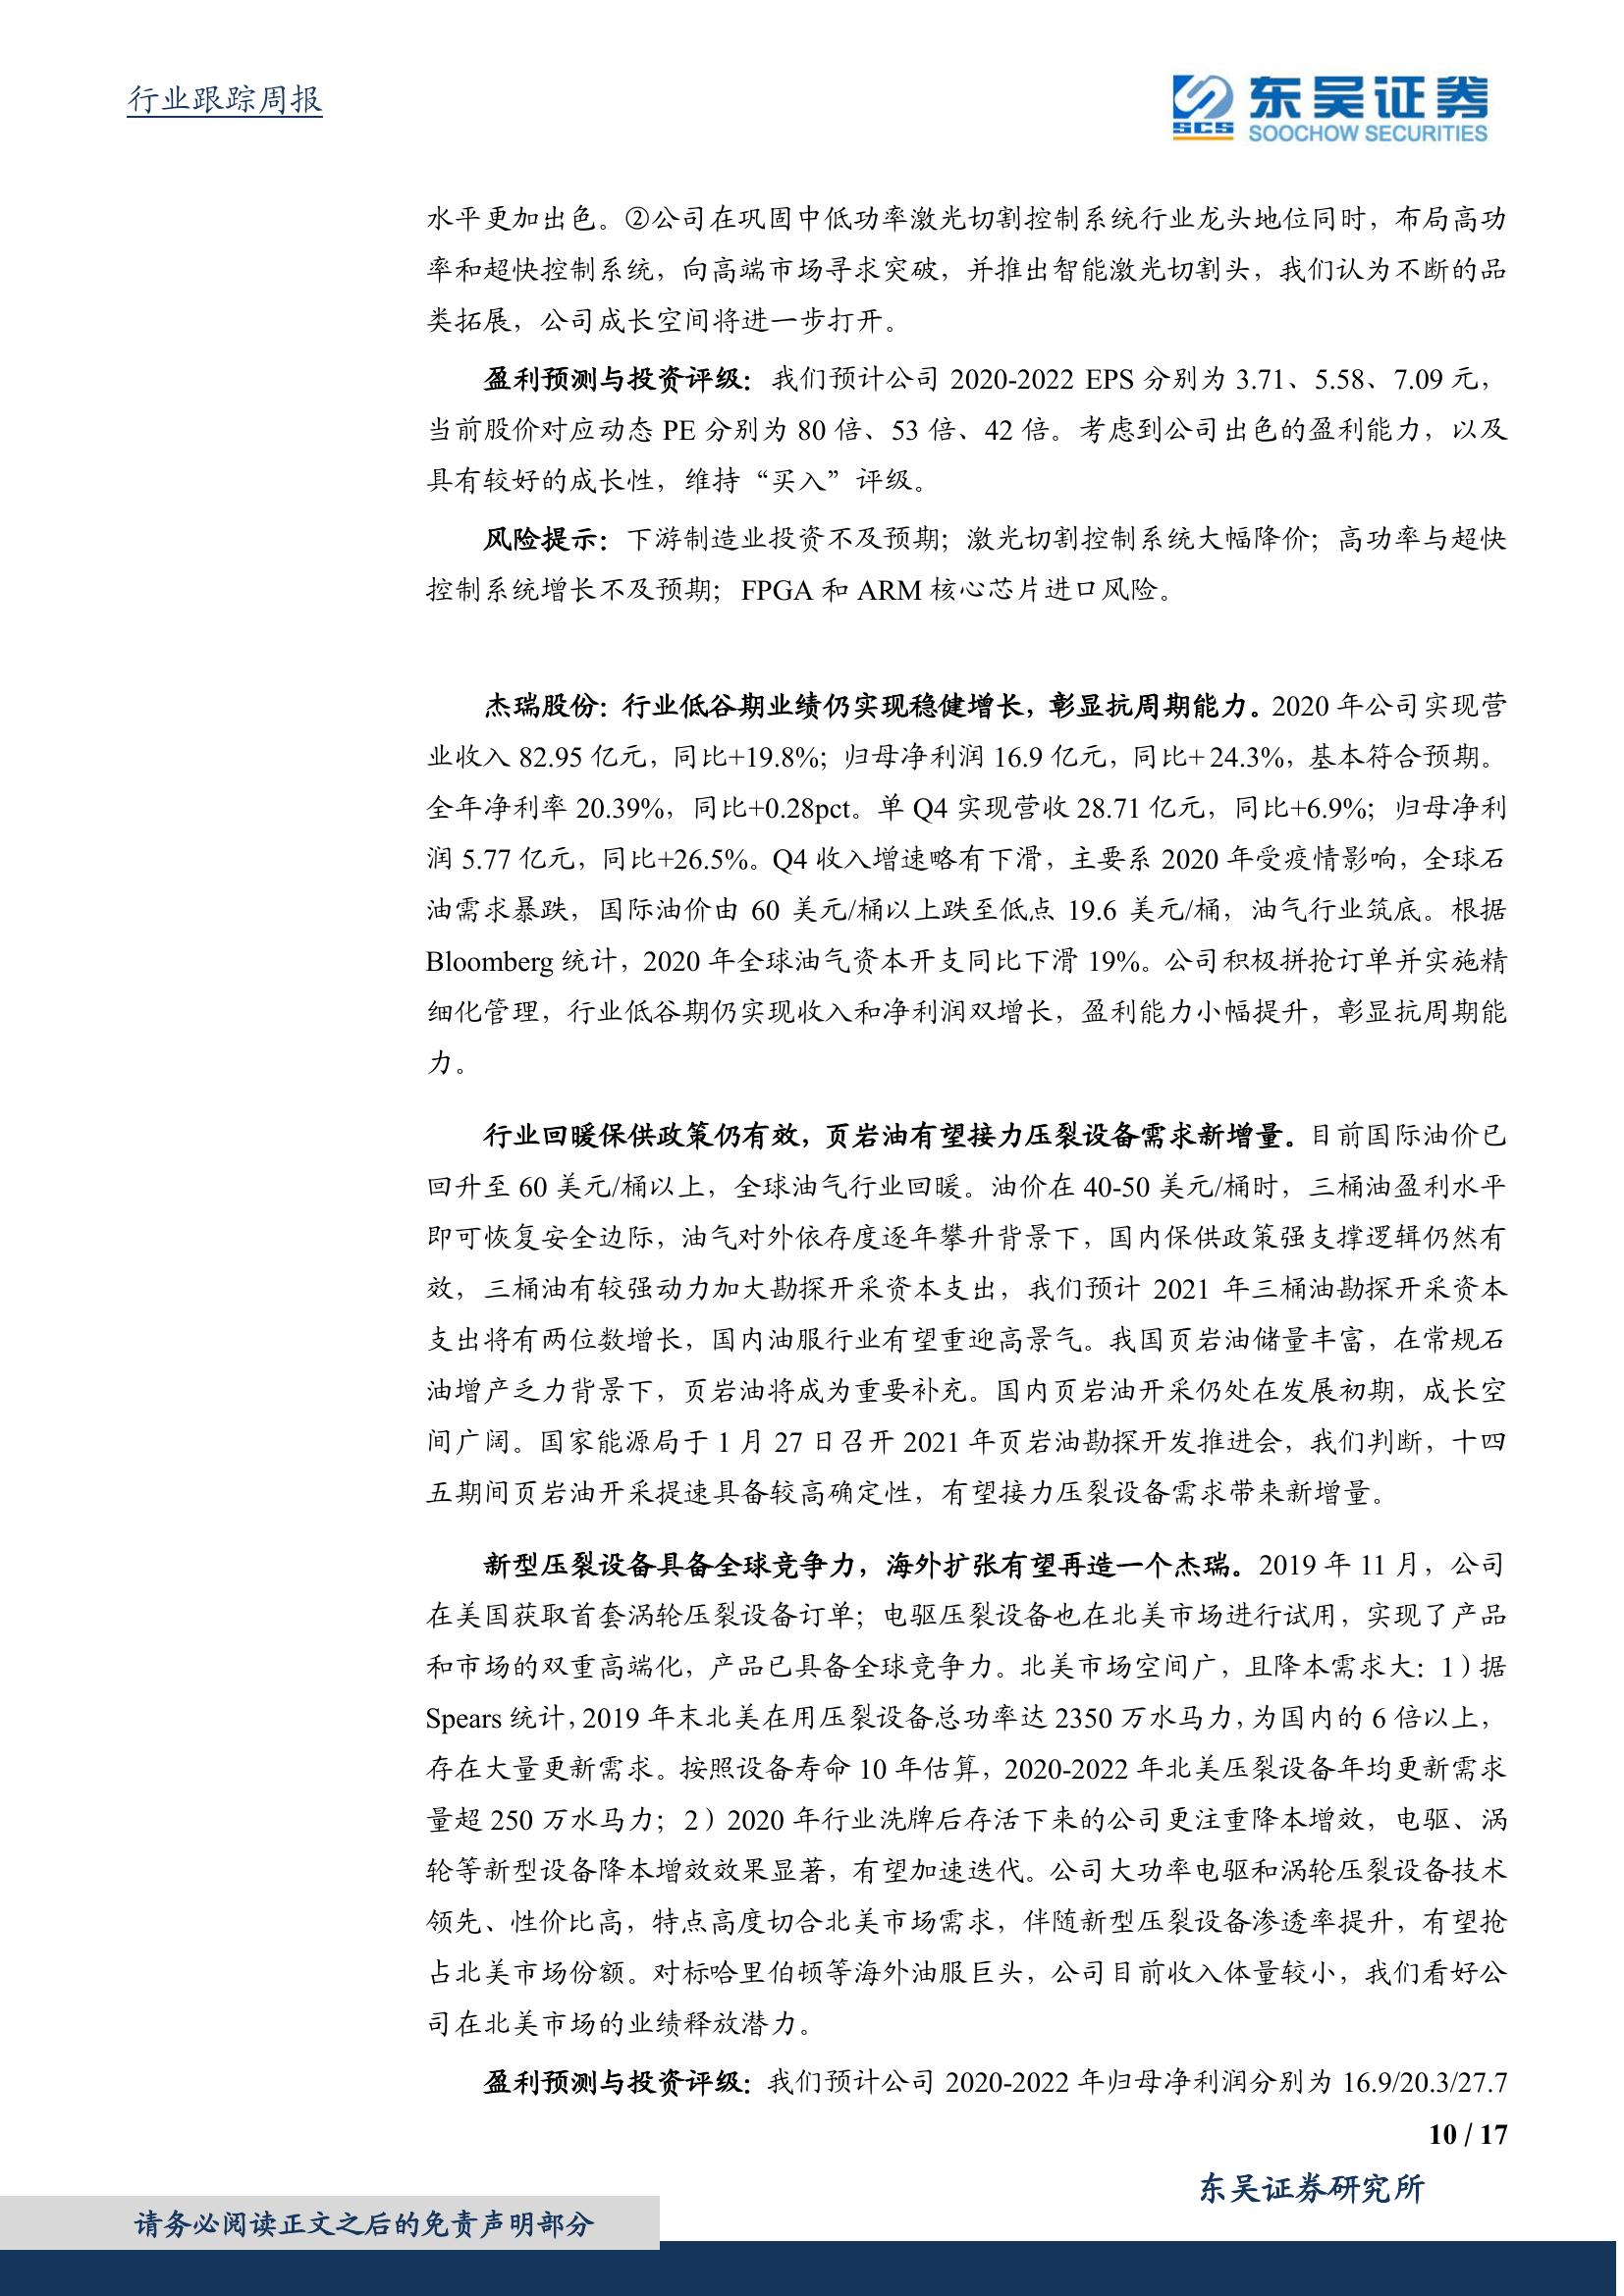 行业跟踪周报
SCS
东吴证券
SOOCHOW SECURITIES
水平更加出色。②公司在巩固中低功率激光切割控制系统行业龙头地位同时，布局高功
率和超快控制系统，向高端市场寻求突破，并推出智能激光切割头，我们认为不断的品
类拓展，公司成长空间将进一步打开。
盈利预测与投资评级：我们预计公司 2020-2022 EPS 分别为 3.71、5.58、7.09 元，
当前股价对应动态 PE 分别为 80 倍、53 倍、42 倍。考虑到公司出色的盈利能力，以及
具有较好的成长性，维持“买入”评级。
风险提示：下游制造业投资不及预期；激光切割控制系统大幅降价；高功率与超快
控制系统增长不及预期；FPGA 和 ARM 核心芯片进口风险。
杰瑞股份：行业低谷期业绩仍实现稳健增长，彰显抗周期能力。2020 年公司实现营
业收入 82.95 亿元，同比+19.8%；归母净利润 16.9 亿元，同比+ 24.3%，基本符合预期。
全年净利率 20.39%，同比+0.28pct。单 Q4 实现营收 28.71 亿元，同比+6.9%；归母净利
润 5.77 亿元，同比+26.5%。Q4 收入增速略有下滑，主要系 2020 年受疫情影响，全球石
油需求暴跌，国际油价由 60 美元/桶以上跌至低点 19.6 美元/桶，油气行业筑底。根据
Bloomberg 统计，2020 年全球油气资本开支同比下滑 19%。公司积极拼抢订单并实施精
细化管理，行业低谷期仍实现收入和净利润双增长，盈利能力小幅提升，彰显抗周期能
力。
行业回暖保供政策仍有效，页岩油有望接力压裂设备需求新增量。目前国际油价已
回升至 60 美元/桶以上，全球油气行业回暖。油价在 40-50 美元/桶时，三桶油盈利水平
即可恢复安全边际，油气对外依存度逐年攀升背景下，国内保供政策强支撑逻辑仍然有
效，三桶油有较强动力加大勘探开采资本支出，我们预计 2021 年三桶油勘探开采资本
支出将有两位数增长，国内油服行业有望重迎高景气。我国页岩油储量丰富，在常规石
油增产乏力背景下，页岩油将成为重要补充。国内页岩油开采仍处在发展初期，成长空
间广阔。国家能源局于 1 月 27 日召开 2021 年页岩油勘探开发推进会，我们判断，十四
五期间页岩油开采提速具备较高确定性，有望接力压裂设备需求带来新增量。
新型压裂设备具备全球竞争力，海外扩张有望再造一个杰瑞。2019 年 11 月，公司
在美国获取首套涡轮压裂设备订单；电驱压裂设备也在北美市场进行试用，实现了产品
和市场的双重高端化，产品已具备全球竞争力。北美市场空间广，且降本需求大：1）据
Spears 统计，2019 年末北美在用压裂设备总功率达 2350 万水马力，为国内的 6 倍以上，
存在大量更新需求。按照设备寿命 10 年估算，2020-2022 年北美压裂设备年均更新需求
量超 250 万水马力；2）2020 年行业洗牌后存活下来的公司更注重降本增效，电驱、涡
轮等新型设备降本增效效果显著，有望加速迭代。公司大功率电驱和涡轮压裂设备技术
领先、性价比高，特点高度切合北美市场需求，伴随新型压裂设备渗透率提升，有望抢
占北美市场份额。对标哈里伯顿等海外油服巨头，公司目前收入体量较小，我们看好公
司在北美市场的业绩释放潜力。
盈利预测与投资评级：我们预计公司 2020-2022 年归母净利润分别为 16.9/20.3/27.7
10 / 17
东吴证券研究所
请务必阅读正文之后的免责声明部分